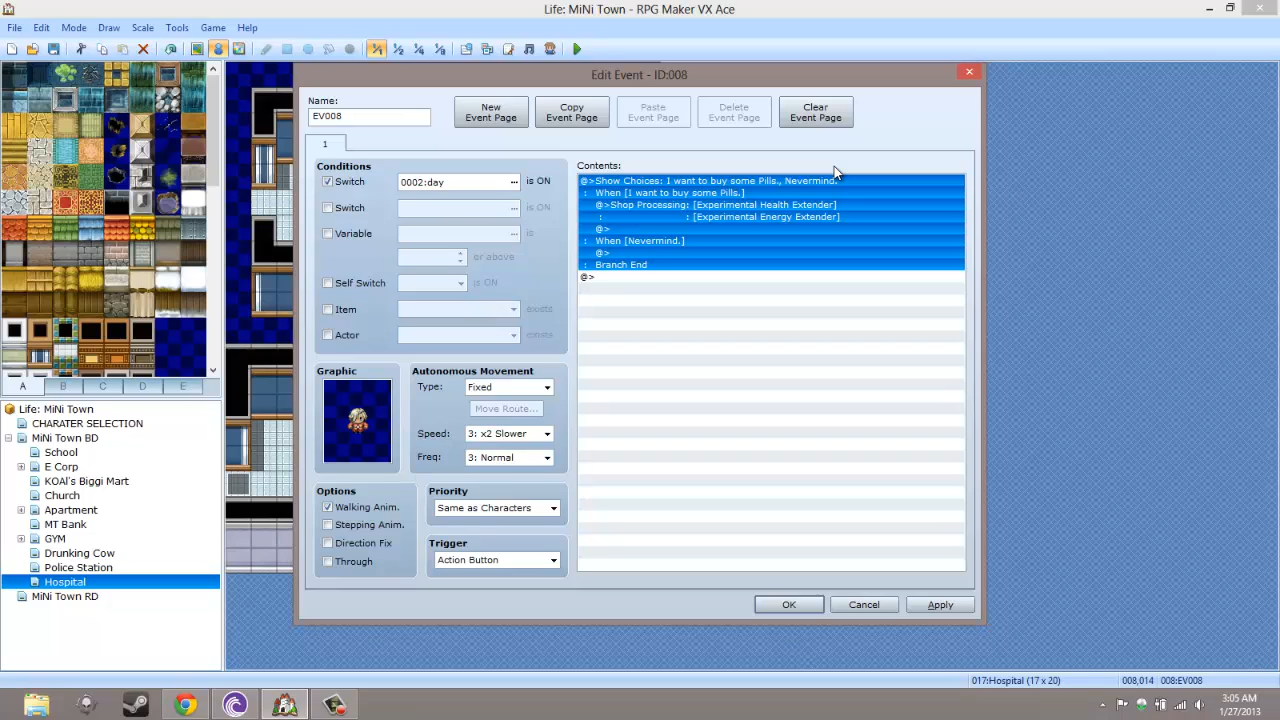 Life: MiNi Town - RPG Maker VX Ace
File Edit Mode Draw Scale Tools Game Help
Edit Event - ID:008
Name:
EV008
New Event Page
Copy Event Page
Paste Event Page
Delete Event Page
Clear Event Page
1
Conditions
Switch 0002:day ... is ON
Switch ... is ON
Variable ... is
or above
Self Switch is ON
Item exists
Actor exists
Graphic
Autonomous Movement
Type: Fixed
Move Route...
Speed: 3: x2 Slower
Freq: 3: Normal
Options
Walking Anim.
Stepping Anim.
Direction Fix
Through
Priority
Same as Characters
Trigger
Action Button
Contents:
@>Show Choices: I want to buy some Pills., Nevermind.
: When [I want to buy some Pills.]
@>Shop Processing: [Experimental Health Extender]
: : [Experimental Energy Extender]
@>
: When [Nevermind.]
@>
: Branch End
@>
OK Cancel Apply
A B C D E
Life: MiNi Town
CHARATER SELECTION
MiNi Town BD
School
E Corp
KOAl's Biggi Mart
Church
Apartment
MT Bank
GYM
Drunking Cow
Police Station
Hospital
MiNi Town RD
017:Hospital (17 x 20) 008,014 008:EV008
3:05 AM
1/27/2013